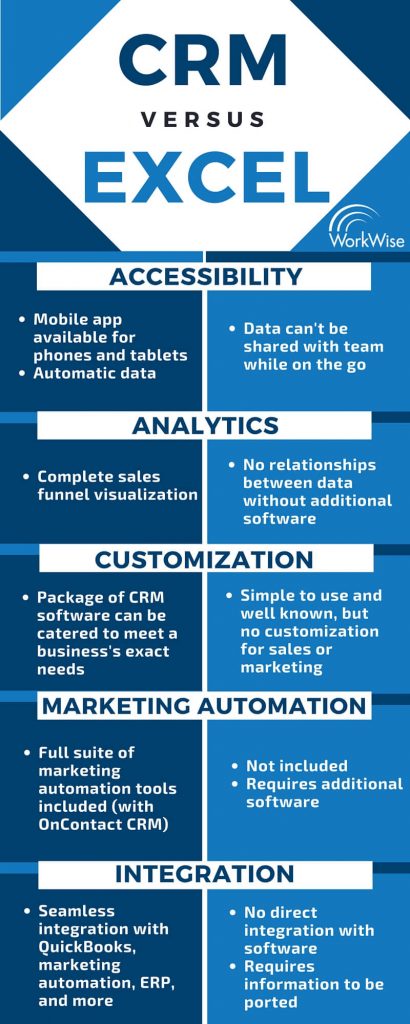 CRM
VERSUS
EXCEL
WorkWise
ACCESSIBILITY
• Mobile app
available for
phones and tablets
• Automatic data
• Data can't be
shared with team
while on the go
ANALYTICS
• Complete sales
funnel visualization
• No relationships
between data
without additional
software
CUSTOMIZATION
• Package of CRM
software can be
catered to meet a
business's exact
needs
• Simple to use and
well known, but
no customization
for sales or
marketing
MARKETING AUTOMATION
• Full suite of
marketing
automation tools
included (with
OnContact CRM)
• Not included
• Requires additional
software
INTEGRATION
• Seamless
integration with
QuickBooks,
marketing
automation, ERP,
and more
• No direct
integration with
software
• Requires
information to be
ported